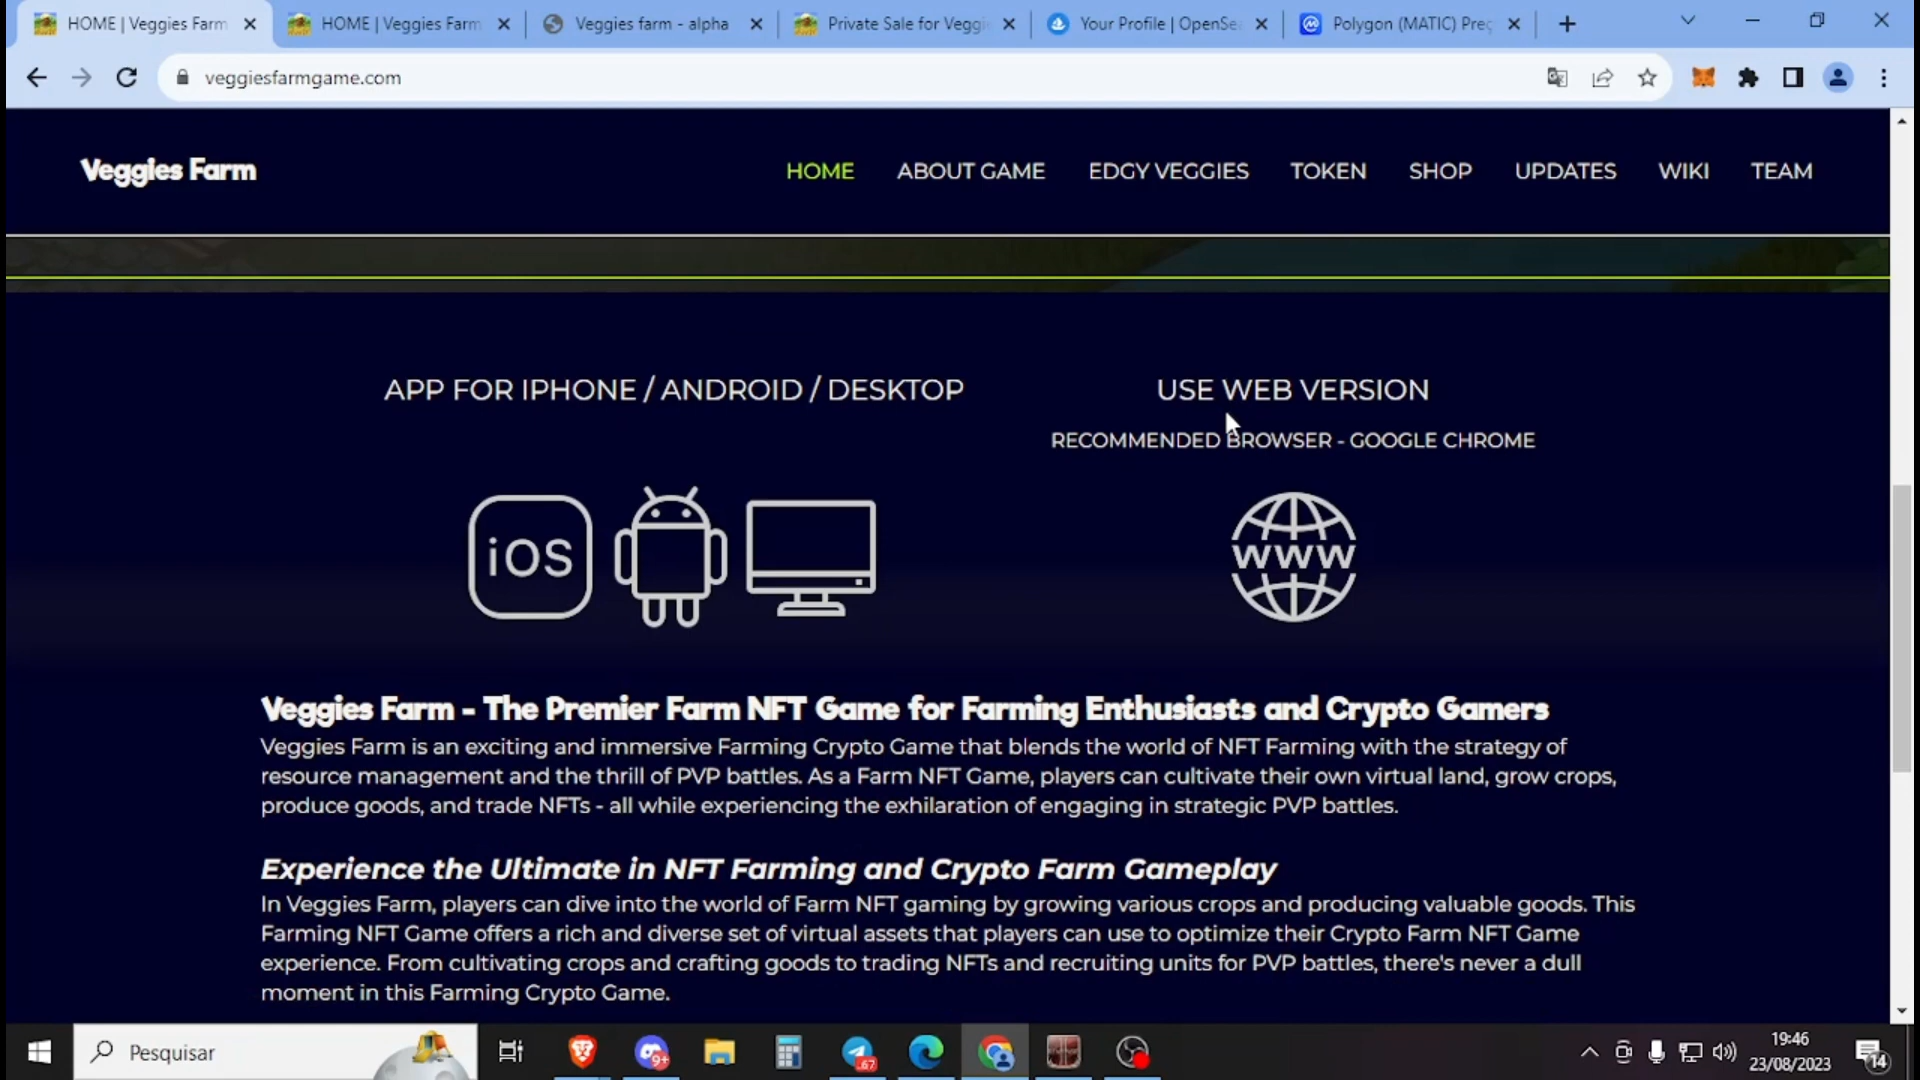 HOME | Veggies Farm
HOME | Veggies Farm
Veggies farm - alpha
Private Sale for Veggi
Your Profile | OpenSea
Polygon (MATIC) Preç
veggiesfarmgame.com
Veggies Farm
HOME
ABOUT GAME
EDGY VEGGIES
TOKEN
SHOP
UPDATES
WIKI
TEAM
APP FOR IPHONE / ANDROID / DESKTOP
USE WEB VERSION
RECOMMENDED BROWSER - GOOGLE CHROME
iOS
WWW
Veggies Farm - The Premier Farm NFT Game for Farming Enthusiasts and Crypto Gamers
Veggies Farm is an exciting and immersive Farming Crypto Game that blends the world of NFT Farming with the strategy of
resource management and the thrill of PVP battles. As a Farm NFT Game, players can cultivate their own virtual land, grow crops,
produce goods, and trade NFTs - all while experiencing the exhilaration of engaging in strategic PVP battles.
Experience the Ultimate in NFT Farming and Crypto Farm Gameplay
In Veggies Farm, players can dive into the world of Farm NFT gaming by growing various crops and producing valuable goods. This
Farming NFT Game offers a rich and diverse set of virtual assets that players can use to optimize their Crypto Farm NFT Game
experience. From cultivating crops and crafting goods to trading NFTs and recruiting units for PVP battles, there's never a dull
moment in this Farming Crypto Game.
Pesquisar
9+
67
19:46
23/08/2023
14